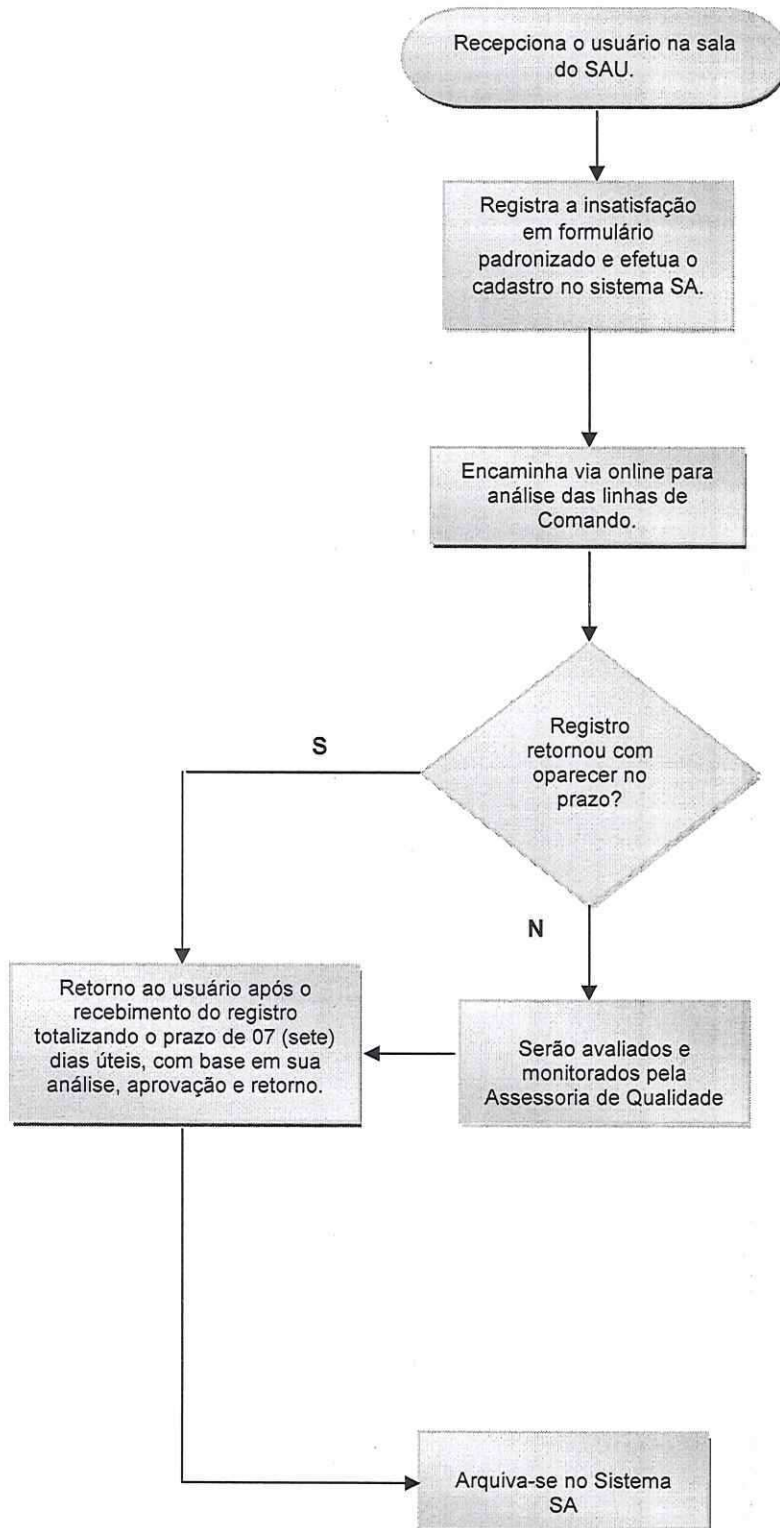 Recepciona o usuário na sala
do SAU.
Registra a insatisfação
em formulário
padronizado e efetua o
cadastro no sistema SA.
Encaminha via online para
análise das linhas de
Comando.
Registro
retornou com
oparecer no
prazo?
S
N
Retorno ao usuário após o
recebimento do registro
totalizando o prazo de 07 (sete)
dias úteis, com base em sua
análise, aprovação e retorno.
Serão avaliados e
monitorados pela
Assessoria de Qualidade
Arquiva-se no Sistema
SA